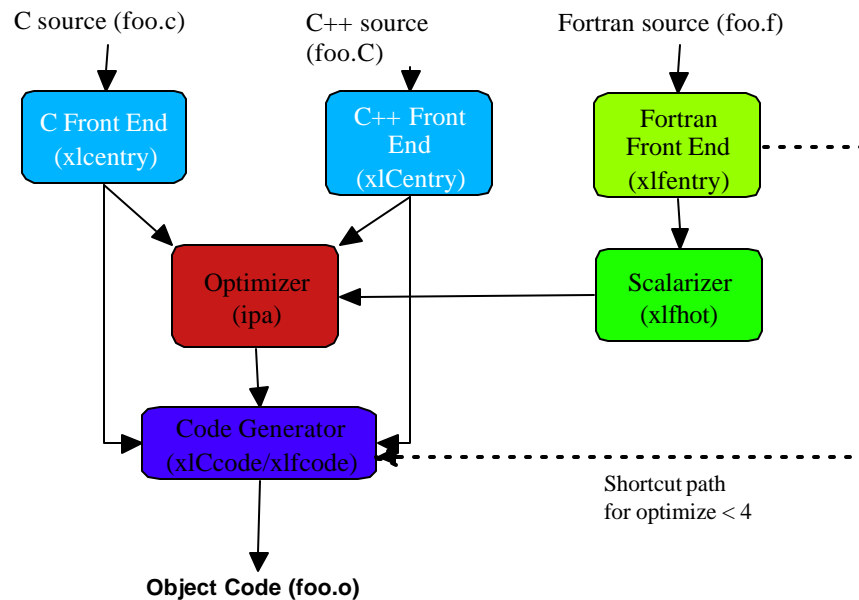 C source (foo.c)
C++ source
(foo.C)
Fortran source (foo.f)
C Front End
(xlcentry)
C++ Front
End
(xlCentry)
Fortran
Front End
(xlfentry)
Optimizer
(ipa)
Scalarizer
(xlfhot)
Code Generator
(xlCcode/xlfcode)
Shortcut path
for optimize < 4
Object Code (foo.o)